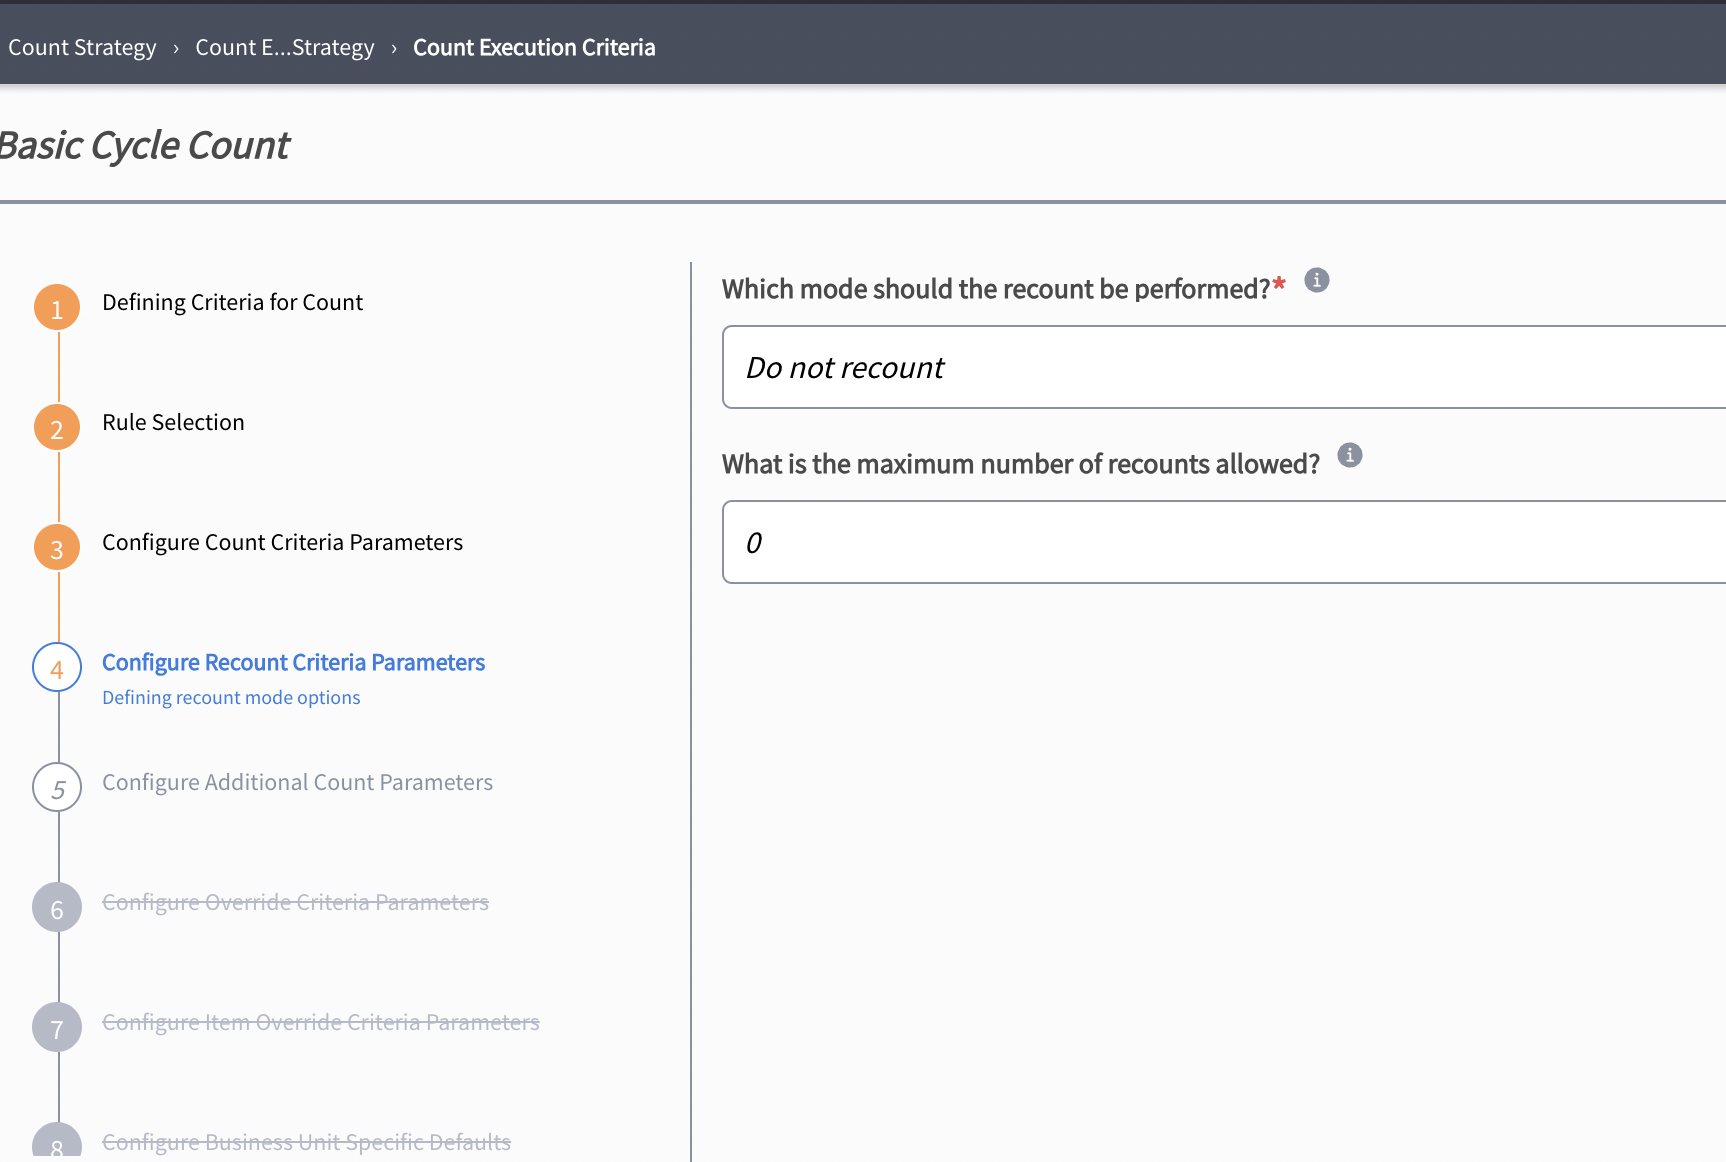 Count Strategy › Count E...Strategy › Count Execution Criteria
Basic Cycle Count
1 Defining Criteria for Count
2 Rule Selection
3 Configure Count Criteria Parameters
4 Configure Recount Criteria Parameters
Defining recount mode options
5 Configure Additional Count Parameters
6 Configure Override Criteria Parameters
7 Configure Item Override Criteria Parameters
8 Configure Business Unit Specific Defaults
Which mode should the recount be performed?*
Do not recount
What is the maximum number of recounts allowed?
0